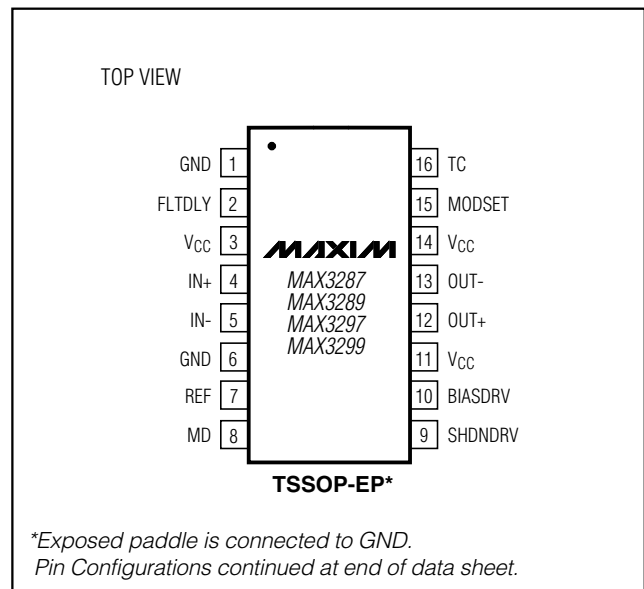 TOP VIEW
GND 1
FLTDLY 2
VCC 3
IN+ 4
IN- 5
GND 6
REF 7
MD 8
MAXIM
MAX3287
MAX3289
MAX3297
MAX3299
16 TC
15 MODSET
14 VCC
13 OUT-
12 OUT+
11 VCC
10 BIASDRV
9 SHDNDRV
TSSOP-EP*
*Exposed paddle is connected to GND.
Pin Configurations continued at end of data sheet.